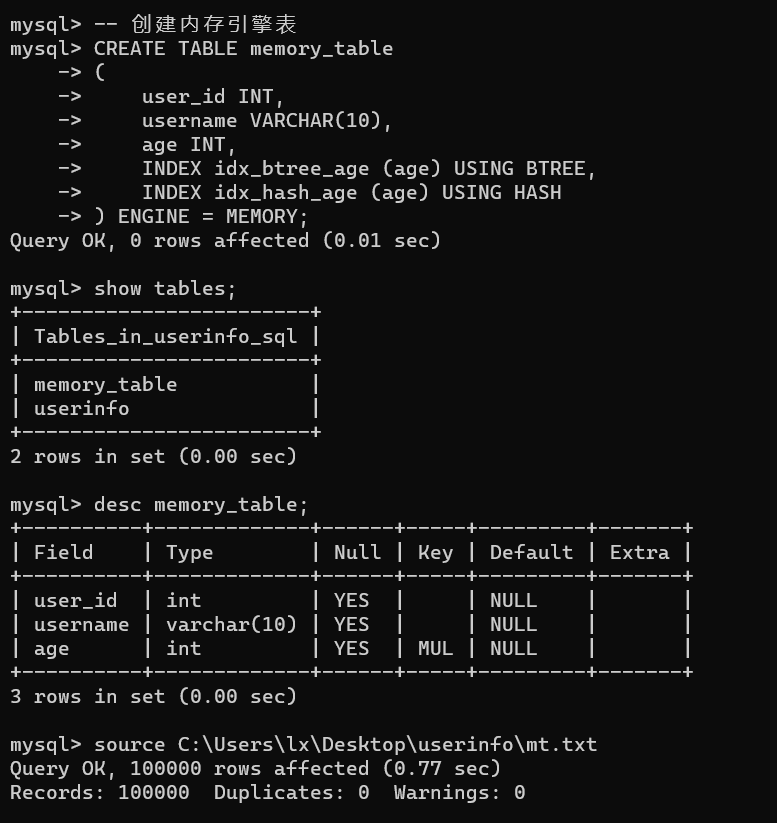 mysql> -- 创建内存引擎表
mysql> CREATE TABLE memory_table
    -> (
    ->     user_id INT,
    ->     username VARCHAR(10),
    ->     age INT,
    ->     INDEX idx_btree_age (age) USING BTREE,
    ->     INDEX idx_hash_age (age) USING HASH
    -> ) ENGINE = MEMORY;
Query OK, 0 rows affected (0.01 sec)

mysql> show tables;
+------------------------+
| Tables_in_userinfo_sql |
+------------------------+
| memory_table           |
| userinfo               |
+------------------------+
2 rows in set (0.00 sec)

mysql> desc memory_table;
+----------+-------------+------+-----+---------+-------+
| Field    | Type        | Null | Key | Default | Extra |
+----------+-------------+------+-----+---------+-------+
| user_id  | int         | YES  |     | NULL    |       |
| username | varchar(10) | YES  |     | NULL    |       |
| age      | int         | YES  | MUL | NULL    |       |
+----------+-------------+------+-----+---------+-------+
3 rows in set (0.00 sec)

mysql> source C:\Users\lx\Desktop\userinfo\mt.txt
Query OK, 100000 rows affected (0.77 sec)
Records: 100000  Duplicates: 0  Warnings: 0